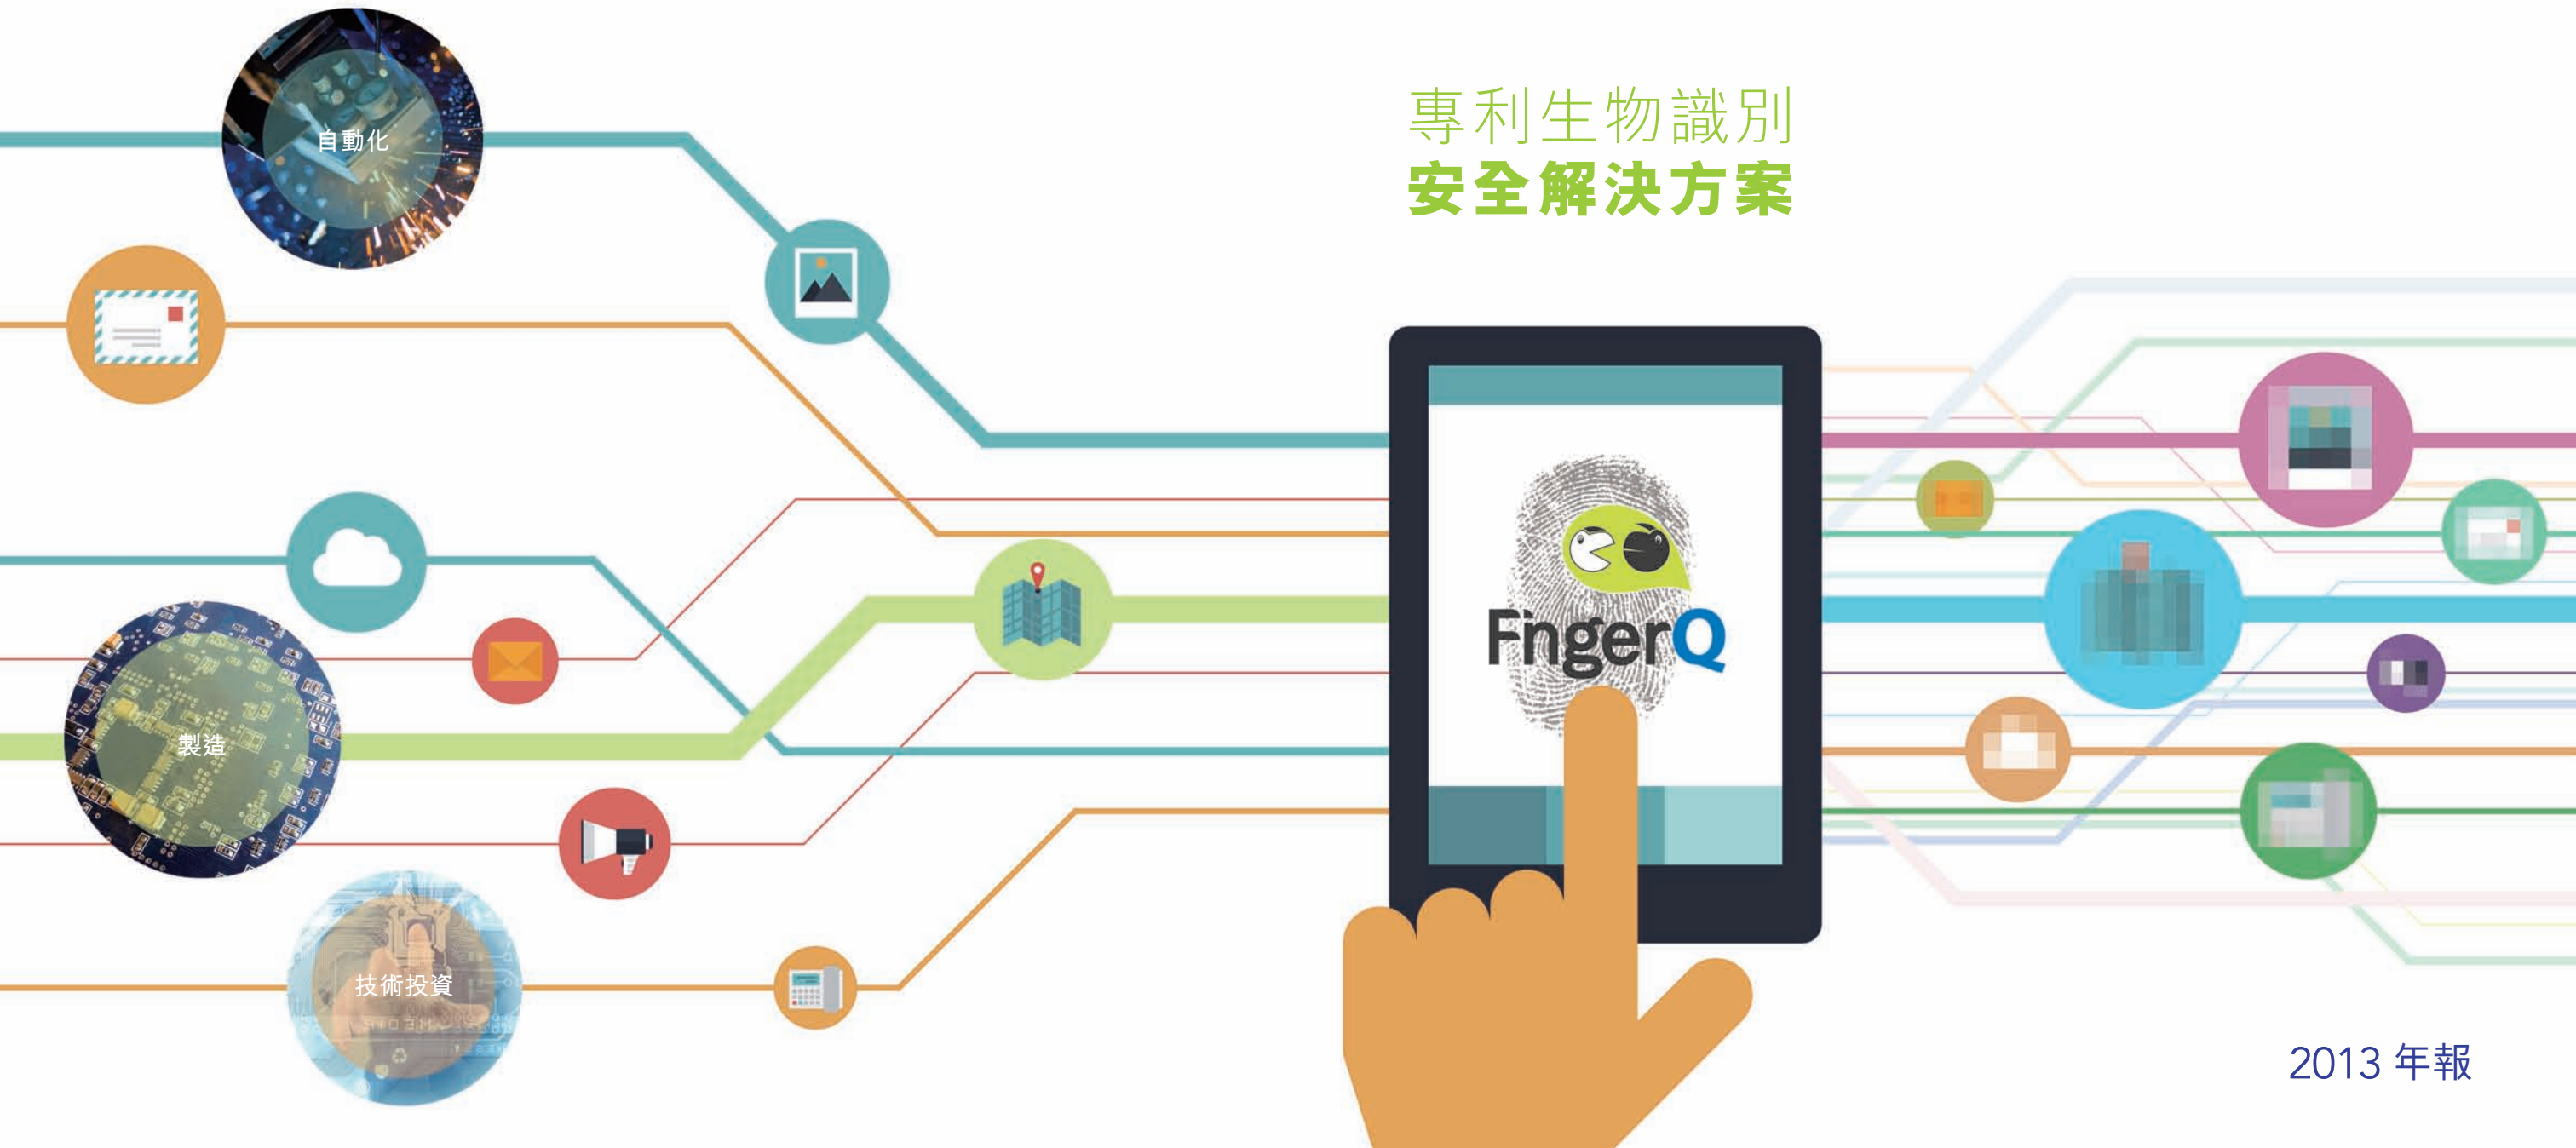 自動化
專利生物識別
安全解決方案
FingerQ
製造
技術投資
2013 年報